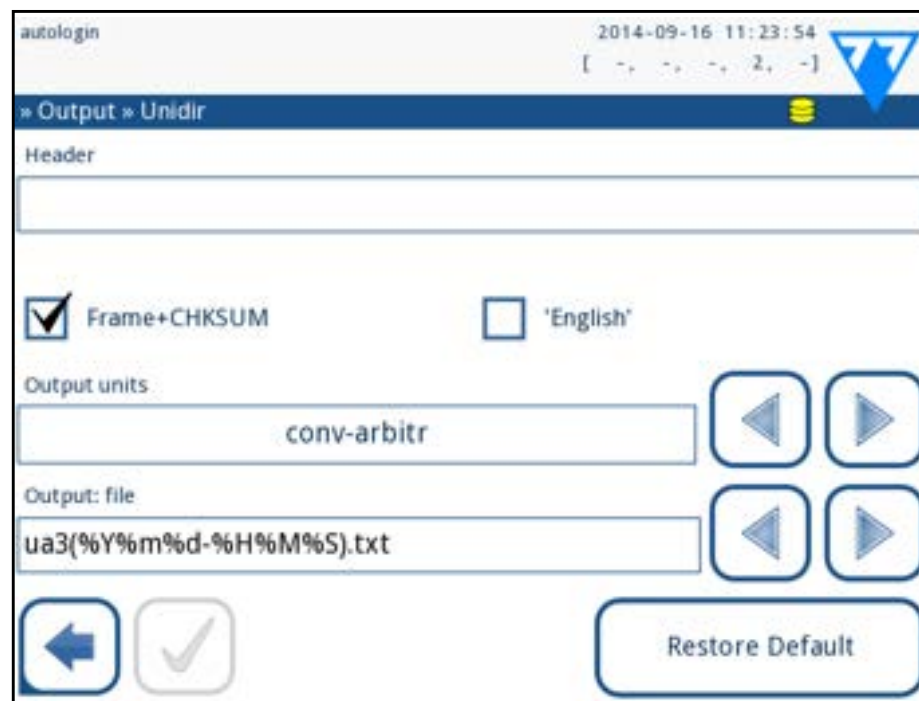 autologin
2014-09-16 11:23:54
[ -, -, -, 2, -]
» Output » Unidir
Header
Frame+CHKSUM
'English'
Output units
conv-arbitr
Output: file
ua3(%Y%m%d-%H%M%S).txt
Restore Default